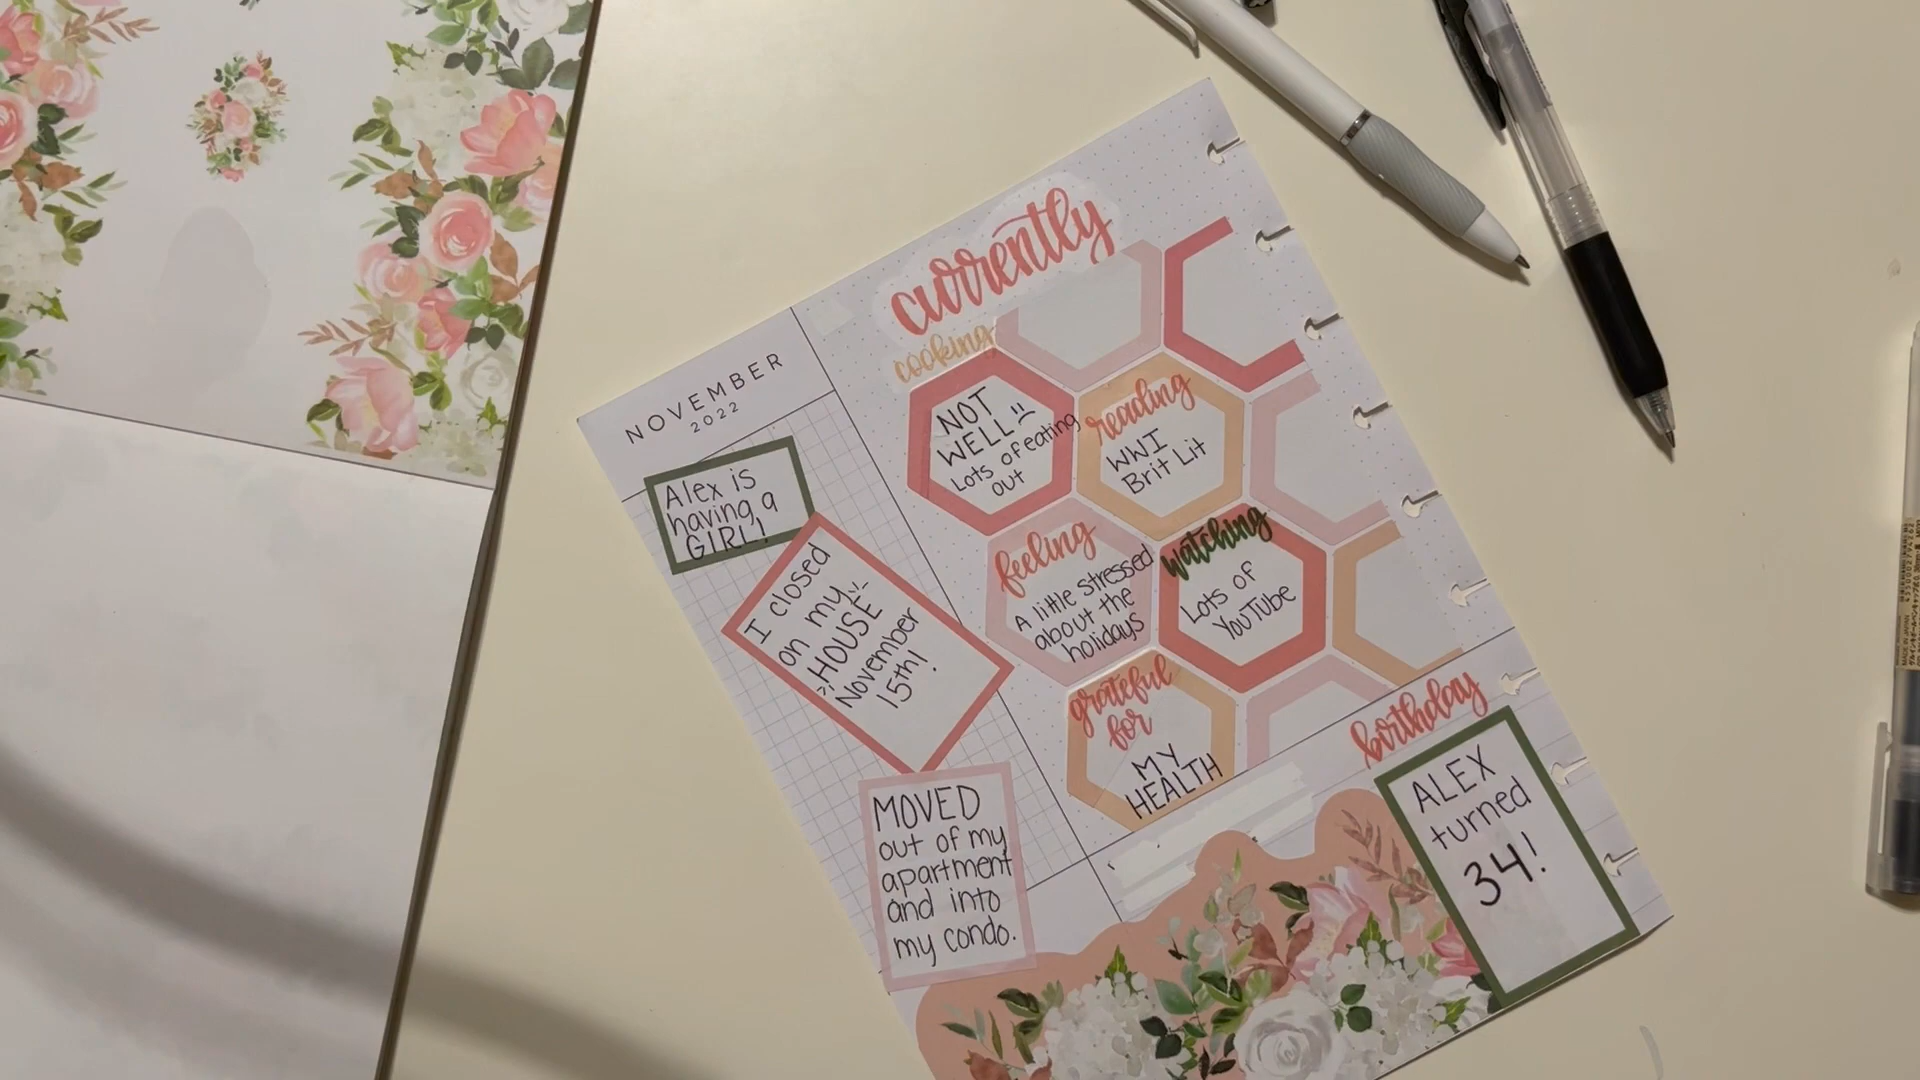 NOVEMBER
2022
Alex is
having a
GIRL!
I closed
on my
HOUSE
November
15th!
MOVED
out of my
apartment
and into
my condo.
currently
cooking
NOT
WELL
Lots of eating
out
reading
WWI
Brit Lit
feeling
A little stressed
about the
holidays
watching
Lots of
YouTube
grateful
for
MY
HEALTH
birthday
ALEX
turned
34!